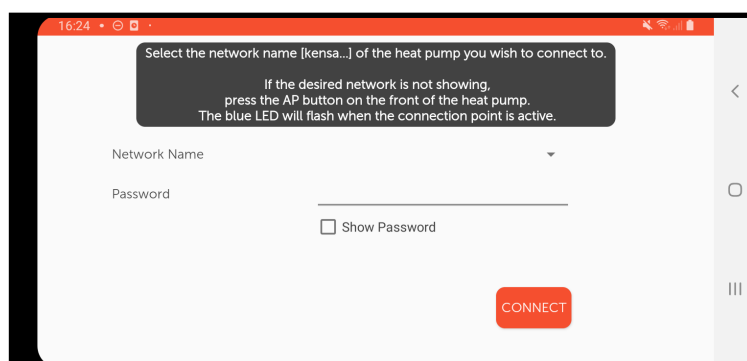 16:24
Select the network name [kensa...] of the heat pump you wish to connect to.
If the desired network is not showing,
press the AP button on the front of the heat pump.
The blue LED will flash when the connection point is active.
Network Name
Password
Show Password
CONNECT